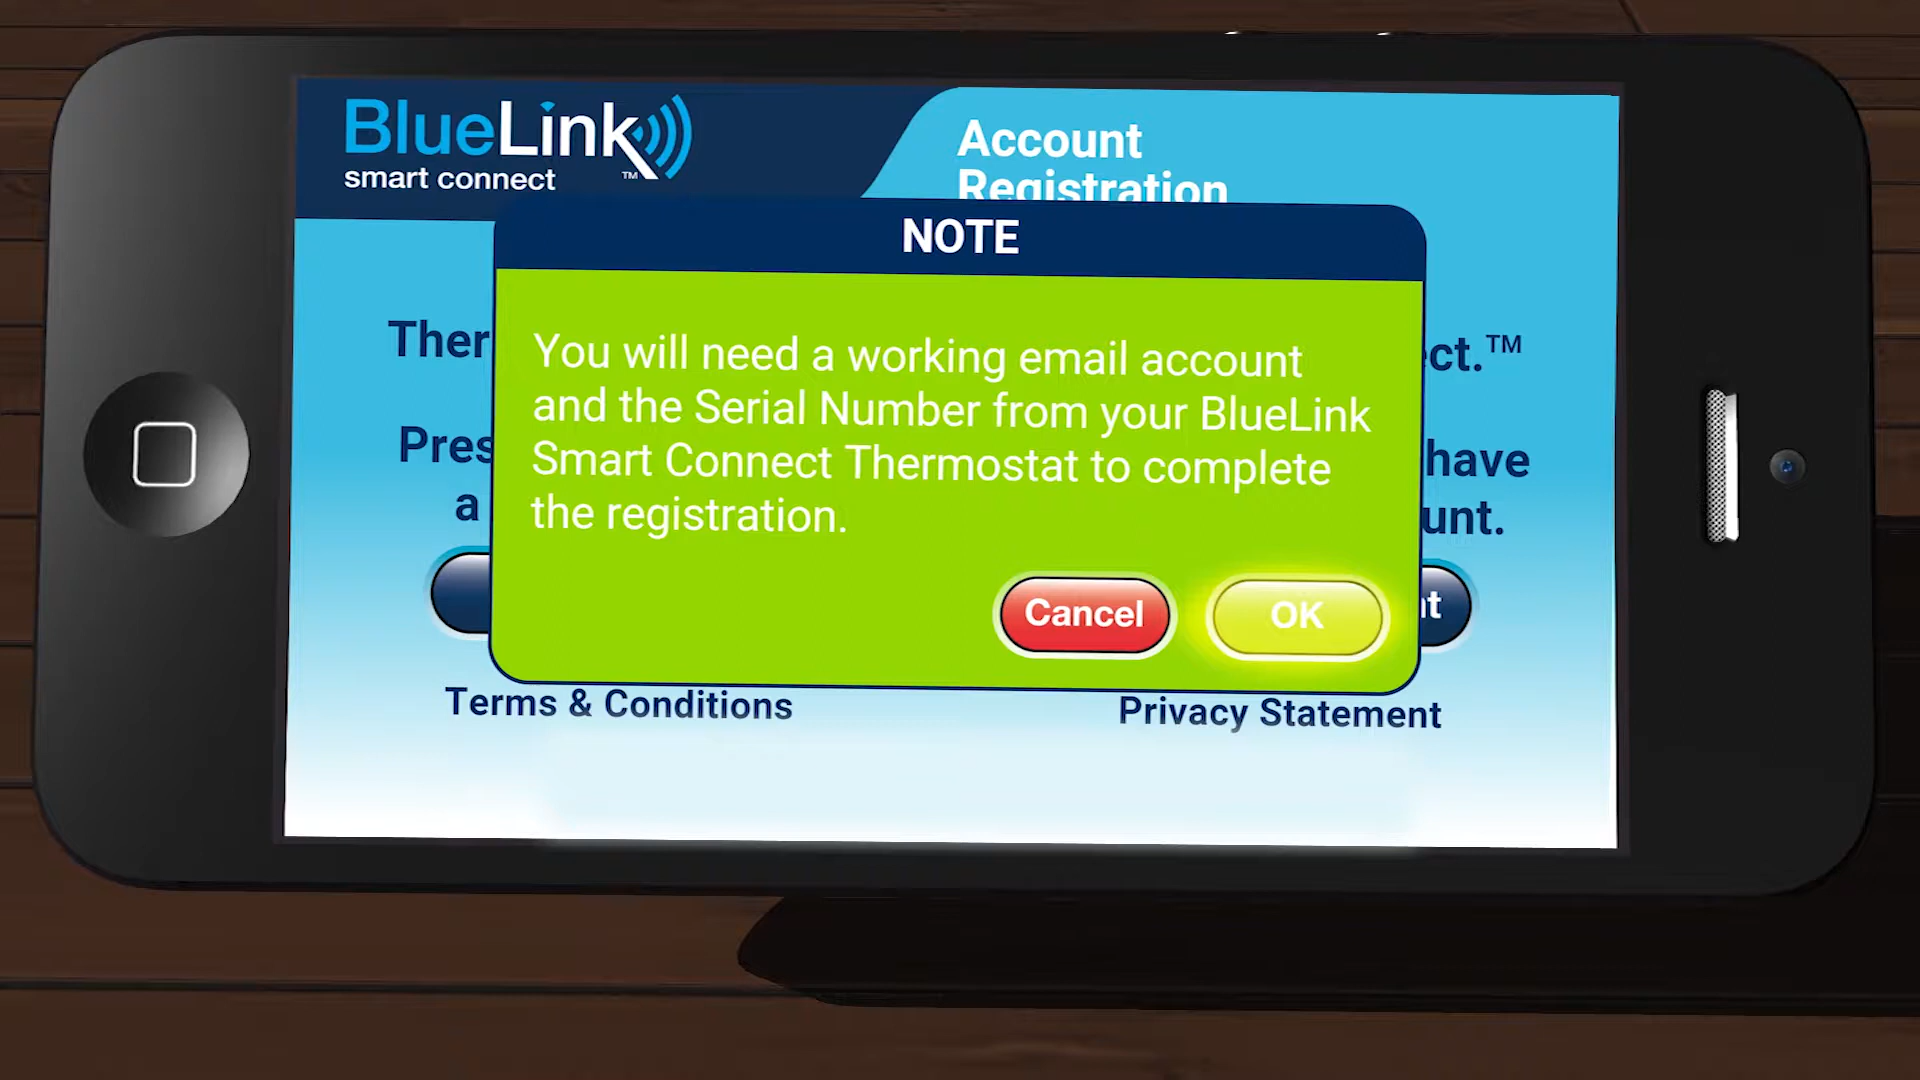 BlueLink
smart connect
™
Account
Registration
NOTE
You will need a working email account
and the Serial Number from your BlueLink
Smart Connect Thermostat to complete
the registration.
Cancel
OK
Terms & Conditions
Privacy Statement